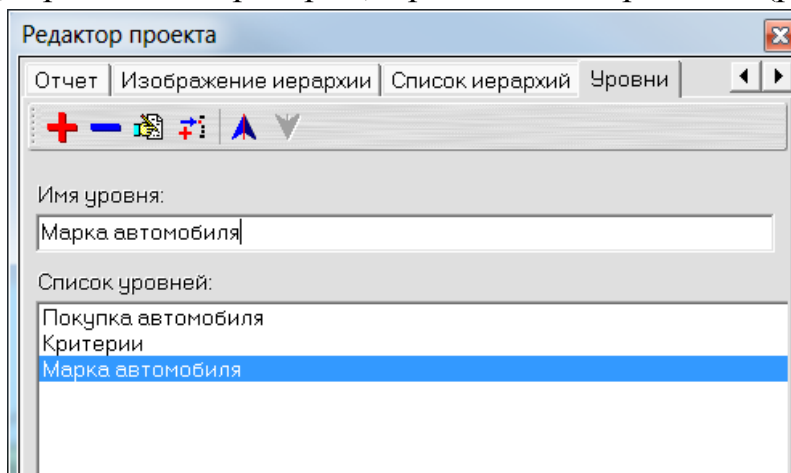 Редактор проекта
Отчет Изображение иерархии Список иерархий Уровни
Имя уровня:
Марка автомобиля
Список уровней:
Покупка автомобиля
Критерии
Марка автомобиля